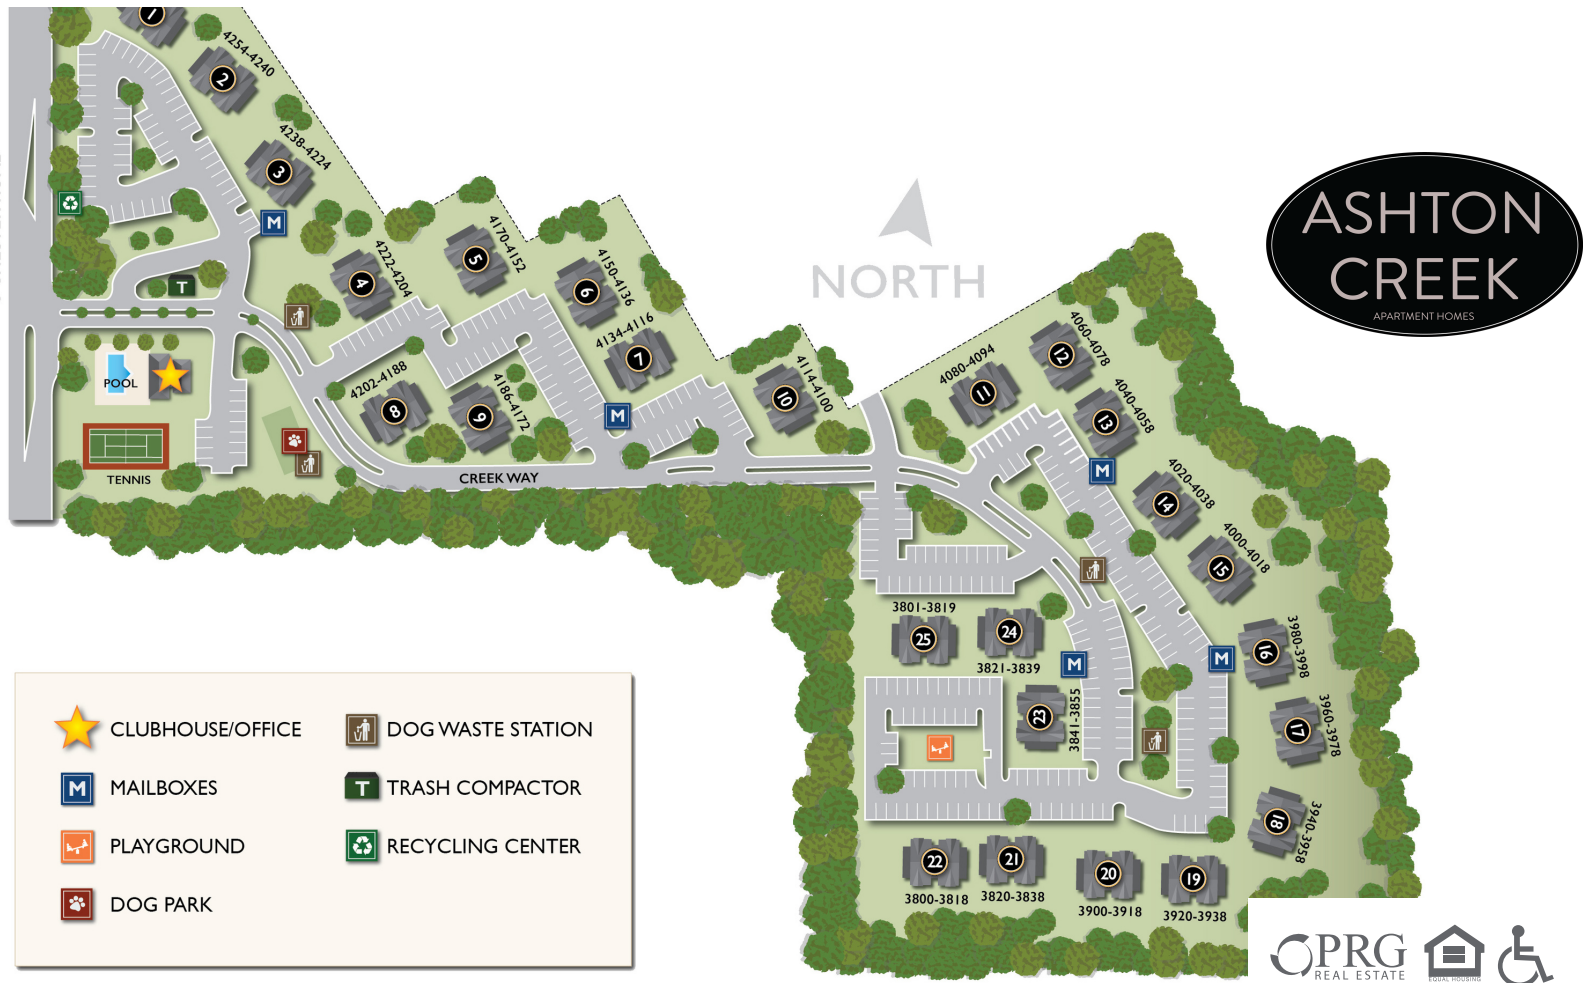 1
4254-4240
2
4238-4224
3
M
4222-4204
4
4170-4152
5
4150-4136
6
4134-4116
7
T
POOL
TENNIS
4202-4188
8
4186-4172
9
M
4114-4100
10
CREEK WAY
NORTH
ASHTON
CREEK
APARTMENT HOMES
4080-4094
11
4060-4078
12
4040-4058
13
M
4020-4038
14
4000-4018
15
3980-3998
16
M
3960-3978
17
3940-3958
18
3801-3819
25
24
3821-3839
M
23
3841-3855
22
3800-3818
21
3820-3838
20
3900-3918
19
3920-3938
CLUBHOUSE/OFFICE
M MAILBOXES
PLAYGROUND
DOG PARK
DOG WASTE STATION
T TRASH COMPACTOR
RECYCLING CENTER
PRG
REAL ESTATE
EQUAL HOUSING